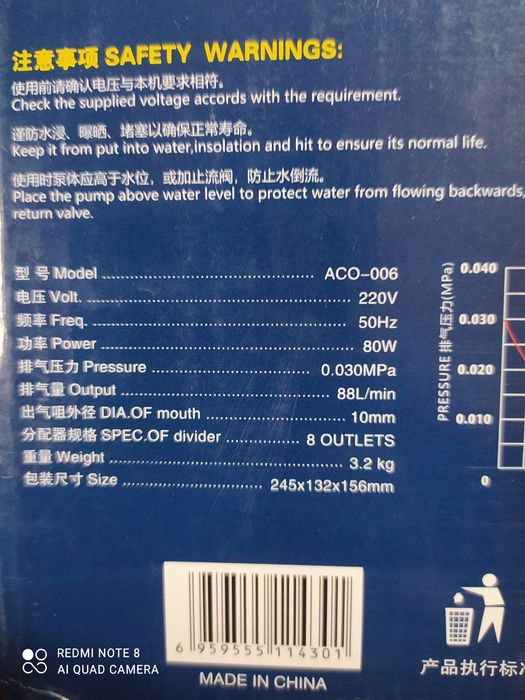 注意事项 SAFETY WARNINGS:
使用前请确认电压与本机要求相符。
Check the supplied voltage accords with the requirement.
谨防水浸、曝晒、堵塞以确保正常寿命。
Keep it from put into water,insolation and hit to ensure its normal life.
使用时泵体应高于水位，或加止流阀，防止水倒流。
Place the pump above water level to protect water from flowing backwards,
return valve.
型 号 Model ........ ACO-006
电压 Volt. ........ 220V
频率 Freq. ........ 50Hz
功率 Power ........ 80W
排气压力 Pressure ........ 0.030MPa
排气量 Output ........ 88L/min
出气咀外径 DIA.OF mouth ........ 10mm
分配器规格 SPEC.OF divider ........ 8 OUTLETS
重量 Weight ........ 3.2 kg
包装尺寸 Size ........ 245x132x156mm
PRESSURE 排气压力(MPa)
0.040
0.030
0.020
0.010
0
6 959555 114301
MADE IN CHINA
产品执行标准
REDMI NOTE 8
AI QUAD CAMERA